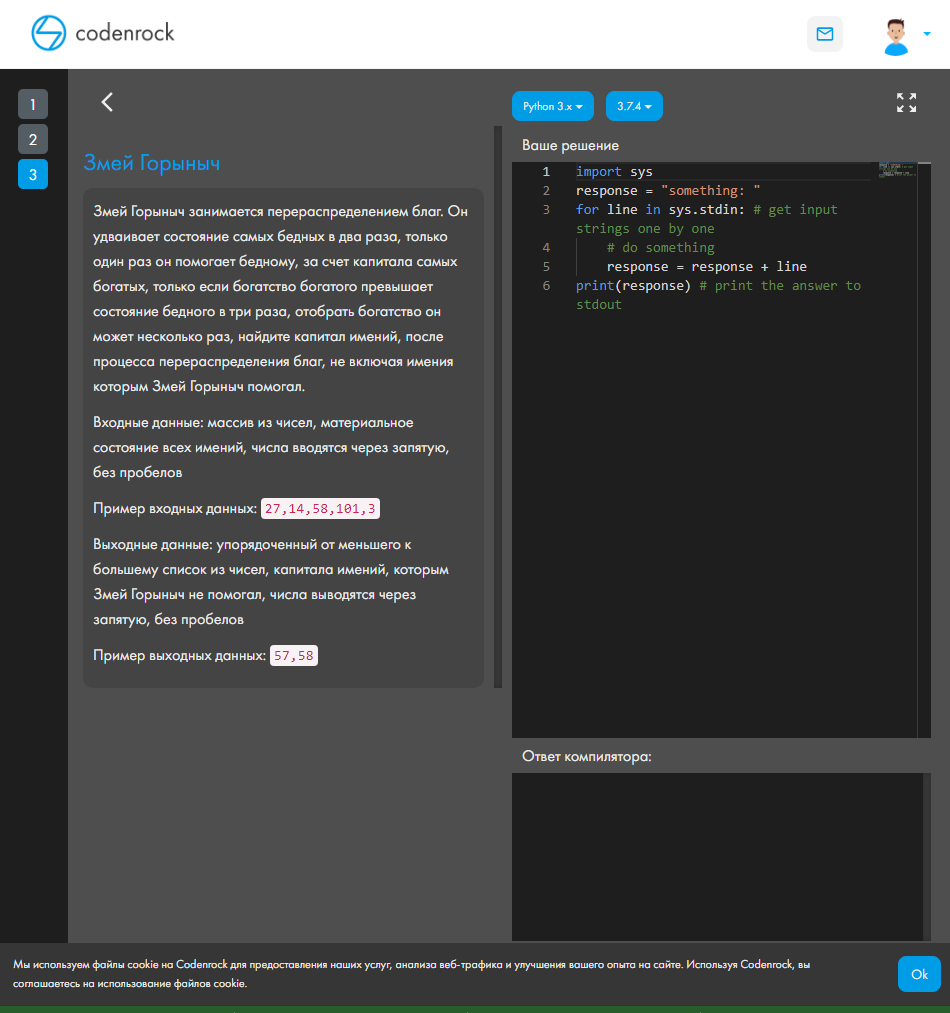 codenrock
1
2
3
Змей Горыныч
Змей Горыныч занимается перераспределением благ. Он
удваивает состояние самых бедных в два раза, только
один раз он помогает бедному, за счет капитала самых
богатых, только если богатство богатого превышает
состояние бедного в три раза, отобрать богатство он
может несколько раз, найдите капитал имений, после
процесса перераспределения благ, не включая имения
которым Змей Горыныч помогал.
Входные данные: массив из чисел, материальное
состояние всех имений, числа вводятся через запятую,
без пробелов
Пример входных данных: 27,14,58,101,3
Выходные данные: упорядоченный от меньшего к
большему список из чисел, капитала имений, которым
Змей Горыныч не помогал, числа выводятся через
запятую, без пробелов
Пример выходных данных: 57,58
Python 3.x
3.7.4
Ваше решение
1 import sys
2 response = "something: "
3 for line in sys.stdin: # get input
strings one by one
4 # do something
5 response = response + line
6 print(response) # print the answer to
stdout
Ответ компилятора:
Мы используем файлы cookie на Codenrock для предоставления наших услуг, анализа веб-трафика и улучшения вашего опыта на сайте. Используя Codenrock, вы
соглашаетесь на использование файлов cookie.
Ok